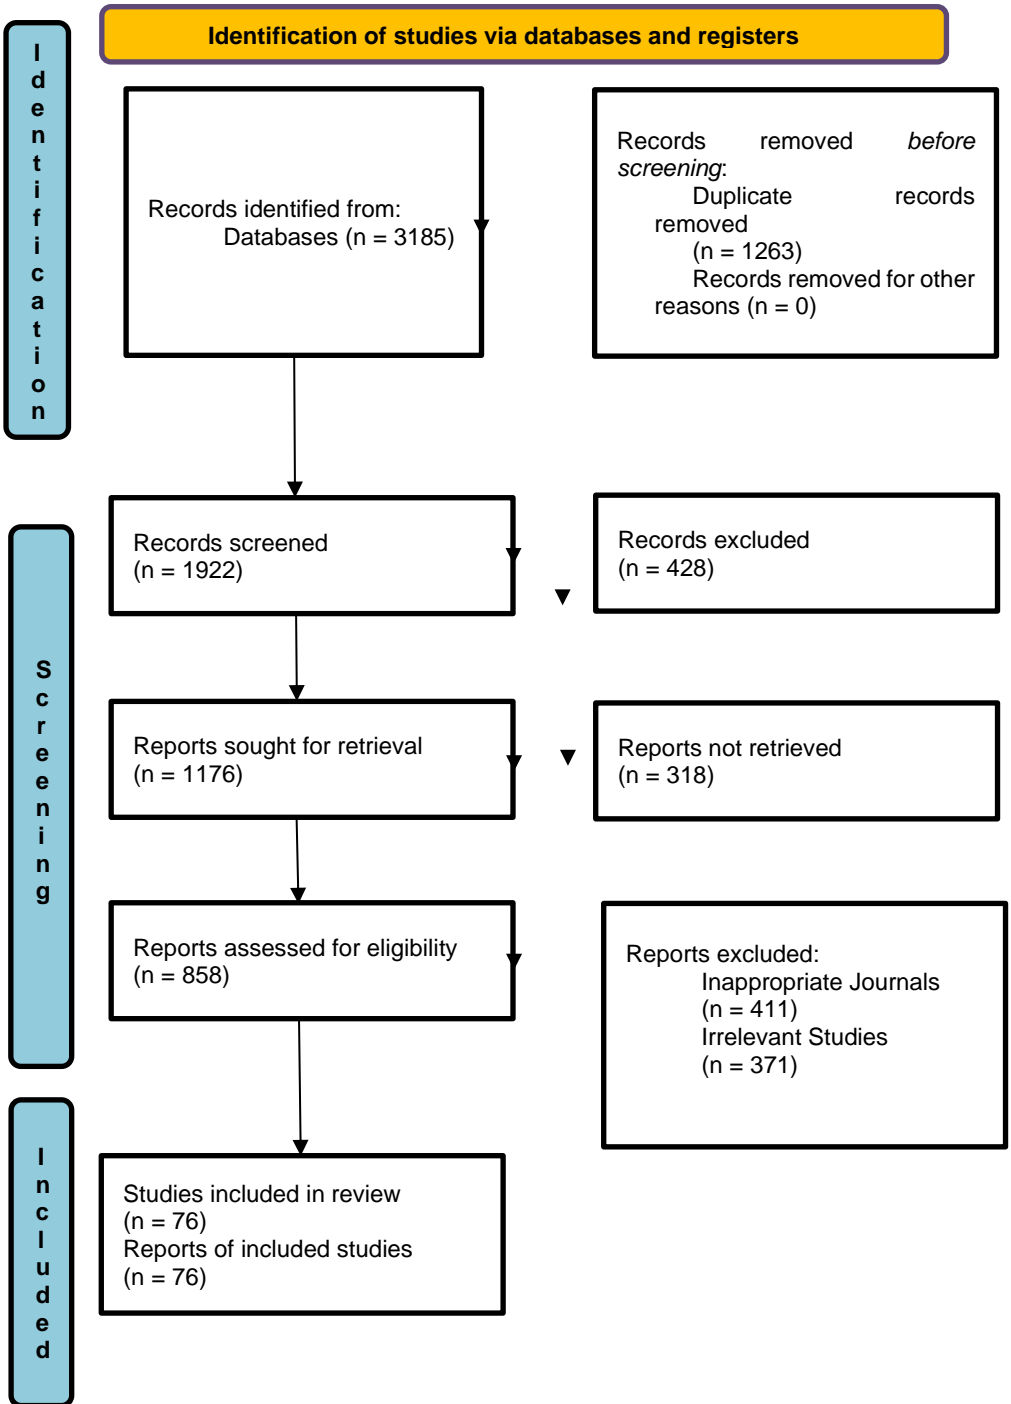 Identification of studies via databases and registers
Identification
Records identified from:
Databases (n = 3185)
Records removed before
screening:
Duplicate records
removed
(n = 1263)
Records removed for other
reasons (n = 0)
Screening
Records screened
(n = 1922)
Records excluded
(n = 428)
Reports sought for retrieval
(n = 1176)
Reports not retrieved
(n = 318)
Reports assessed for eligibility
(n = 858)
Reports excluded:
Inappropriate Journals
(n = 411)
Irrelevant Studies
(n = 371)
Included
Studies included in review
(n = 76)
Reports of included studies
(n = 76)